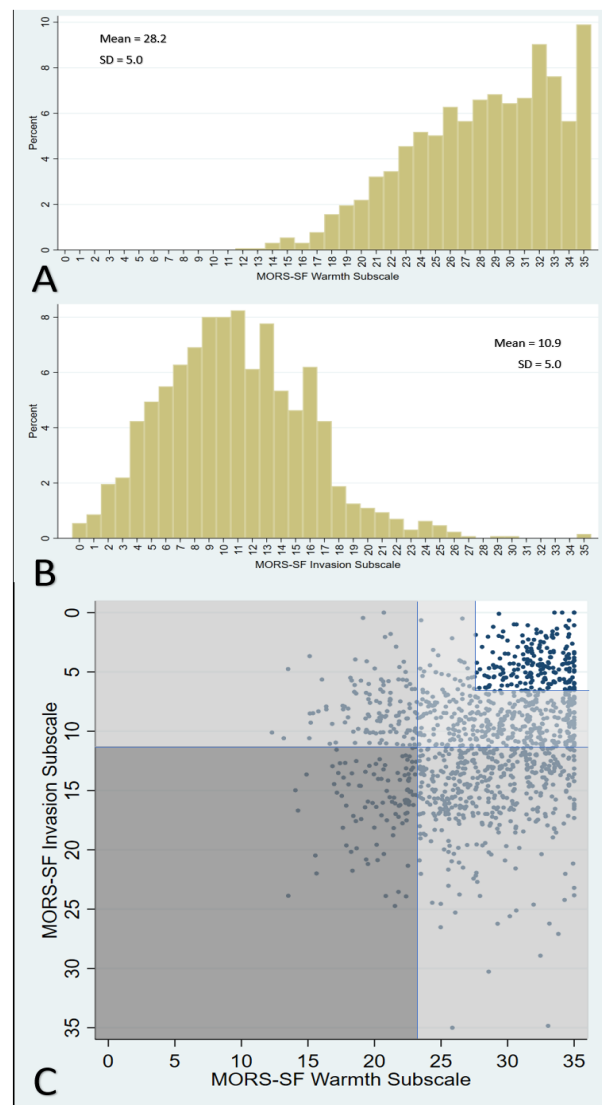 10
8
6
4
2
0
Percent
Mean = 28.2
SD = 5.0
0 1 2 3 4 5 6 7 8 9 10 11 12 13 14 15 16 17 18 19 20 21 22 23 24 25 26 27 28 29 30 31 32 33 34 35
MORS-SF Warmth Subscale
A
8
6
4
2
0
Percent
Mean = 10.9
SD = 5.0
0 1 2 3 4 5 6 7 8 9 10 11 12 13 14 15 16 17 18 19 20 21 22 23 24 25 26 27 28 29 30 31 32 33 34 35
MORS-SF Invasion Subscale
B
0
5
10
15
20
25
30
35
MORS-SF Invasion Subscale
0 5 10 15 20 25 30 35
MORS-SF Warmth Subscale
C